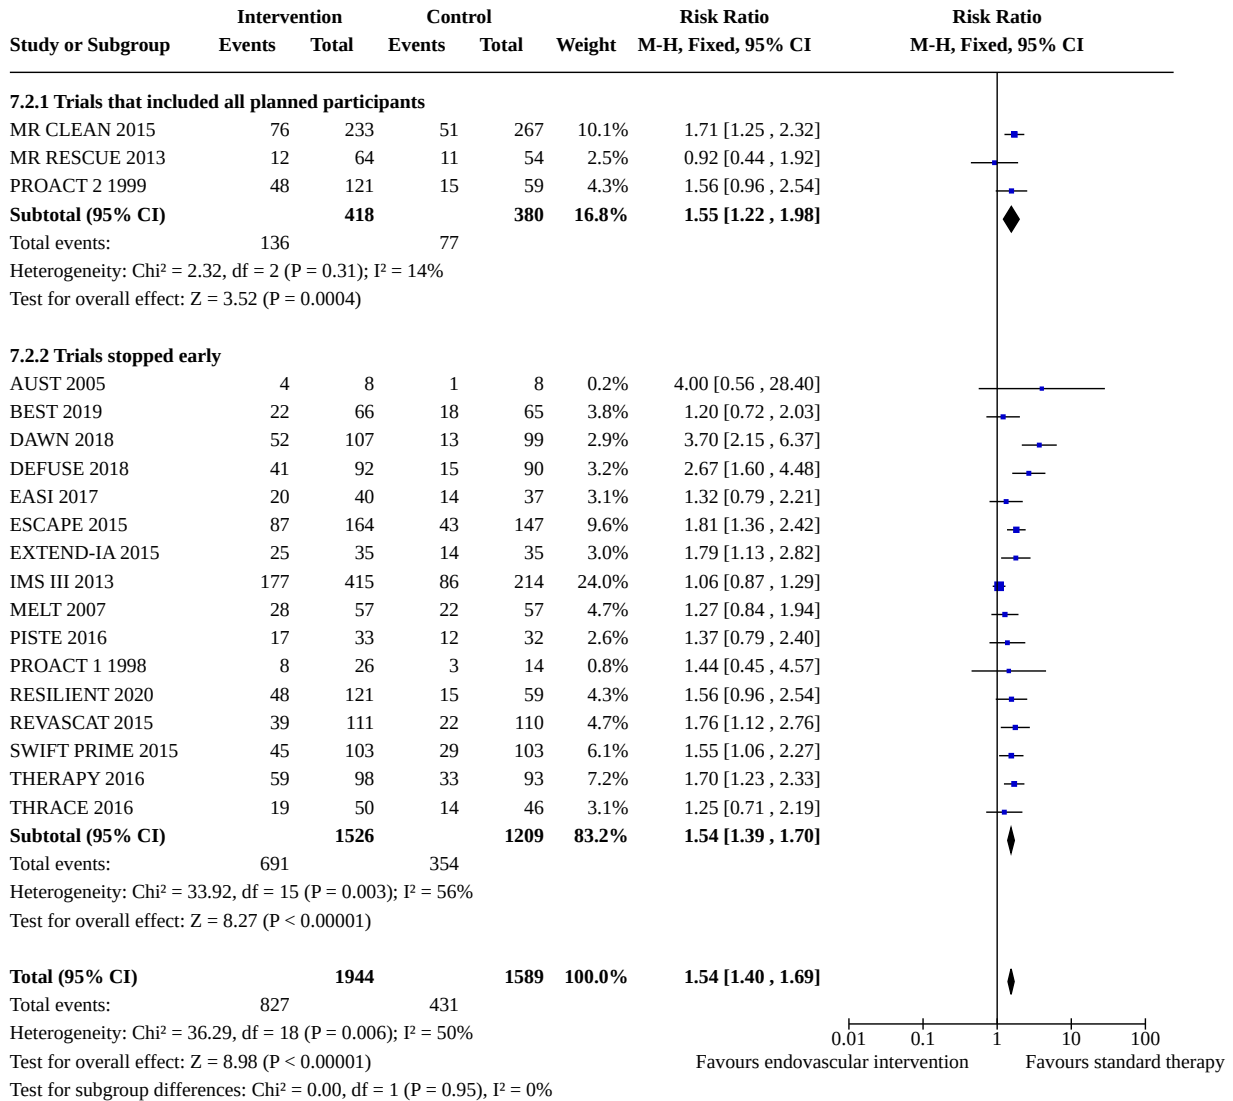 Intervention Control Risk Ratio Risk Ratio
Study or Subgroup Events Total Events Total Weight M-H, Fixed, 95% CI M-H, Fixed, 95% CI
7.2.1 Trials that included all planned participants
MR CLEAN 2015 76 233 51 267 10.1% 1.71 [1.25 , 2.32]
MR RESCUE 2013 12 64 11 54 2.5% 0.92 [0.44 , 1.92]
PROACT 2 1999 48 121 15 59 4.3% 1.56 [0.96 , 2.54]
Subtotal (95% CI) 418 380 16.8% 1.55 [1.22 , 1.98]
Total events: 136 77
Heterogeneity: Chi² = 2.32, df = 2 (P = 0.31); I² = 14%
Test for overall effect: Z = 3.52 (P = 0.0004)
7.2.2 Trials stopped early
AUST 2005 4 8 1 8 0.2% 4.00 [0.56 , 28.40]
BEST 2019 22 66 18 65 3.8% 1.20 [0.72 , 2.03]
DAWN 2018 52 107 13 99 2.9% 3.70 [2.15 , 6.37]
DEFUSE 2018 41 92 15 90 3.2% 2.67 [1.60 , 4.48]
EASI 2017 20 40 14 37 3.1% 1.32 [0.79 , 2.21]
ESCAPE 2015 87 164 43 147 9.6% 1.81 [1.36 , 2.42]
EXTEND-IA 2015 25 35 14 35 3.0% 1.79 [1.13 , 2.82]
IMS III 2013 177 415 86 214 24.0% 1.06 [0.87 , 1.29]
MELT 2007 28 57 22 57 4.7% 1.27 [0.84 , 1.94]
PISTE 2016 17 33 12 32 2.6% 1.37 [0.79 , 2.40]
PROACT 1 1998 8 26 3 14 0.8% 1.44 [0.45 , 4.57]
RESILIENT 2020 48 121 15 59 4.3% 1.56 [0.96 , 2.54]
REVASCAT 2015 39 111 22 110 4.7% 1.76 [1.12 , 2.76]
SWIFT PRIME 2015 45 103 29 103 6.1% 1.55 [1.06 , 2.27]
THERAPY 2016 59 98 33 93 7.2% 1.70 [1.23 , 2.33]
THRACE 2016 19 50 14 46 3.1% 1.25 [0.71 , 2.19]
Subtotal (95% CI) 1526 1209 83.2% 1.54 [1.39 , 1.70]
Total events: 691 354
Heterogeneity: Chi² = 33.92, df = 15 (P = 0.003); I² = 56%
Test for overall effect: Z = 8.27 (P < 0.00001)
Total (95% CI) 1944 1589 100.0% 1.54 [1.40 , 1.69]
Total events: 827 431
Heterogeneity: Chi² = 36.29, df = 18 (P = 0.006); I² = 50%
0.01 0.1 1 10 100
Test for overall effect: Z = 8.98 (P < 0.00001)
Favours endovascular intervention Favours standard therapy
Test for subgroup differences: Chi² = 0.00, df = 1 (P = 0.95), I² = 0%